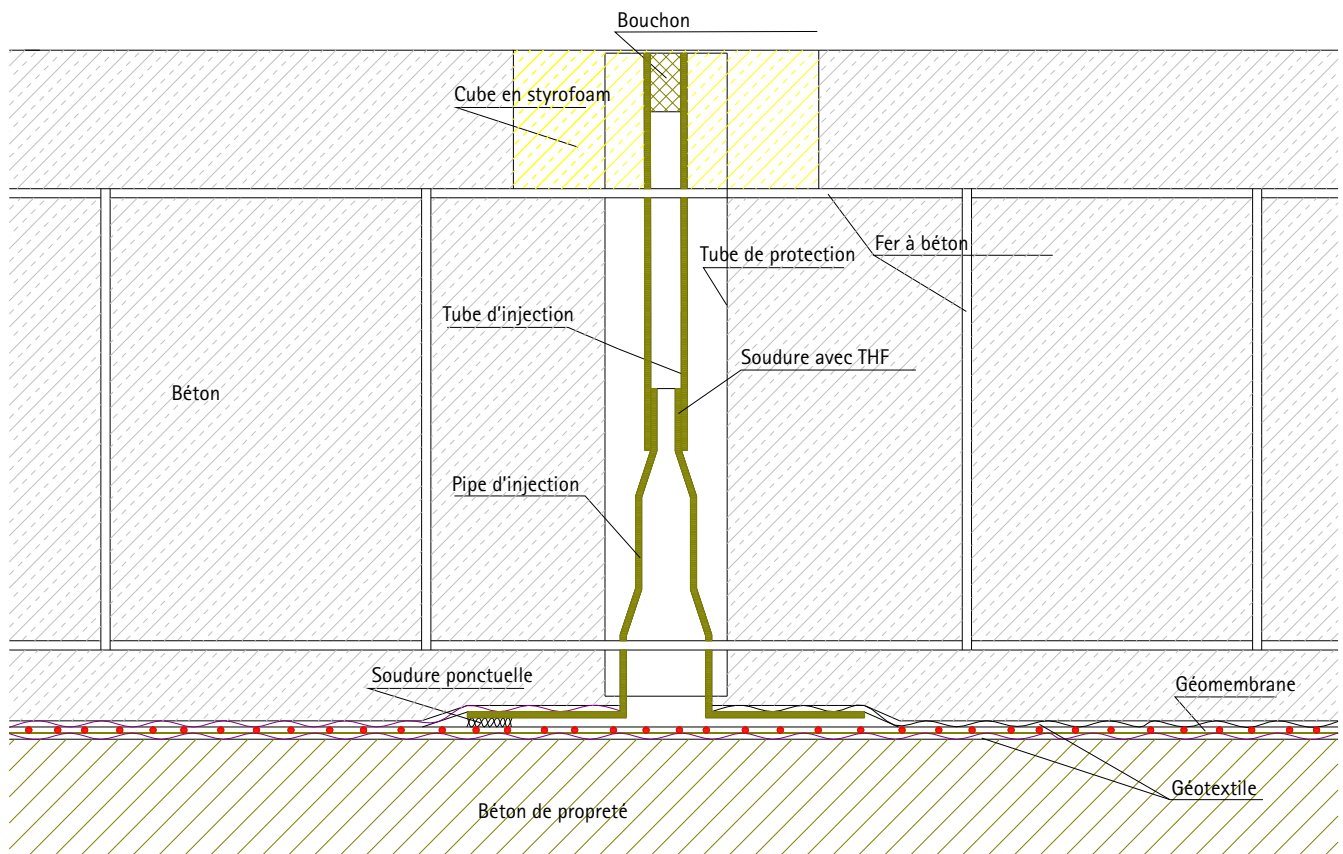 Bouchon
Cube en styrofoam
Fer à béton
Tube de protection
Tube d'injection
Soudure avec THF
Béton
Pipe d'injection
Soudure ponctuelle
Géomembrane
Géotextile
Béton de propreté